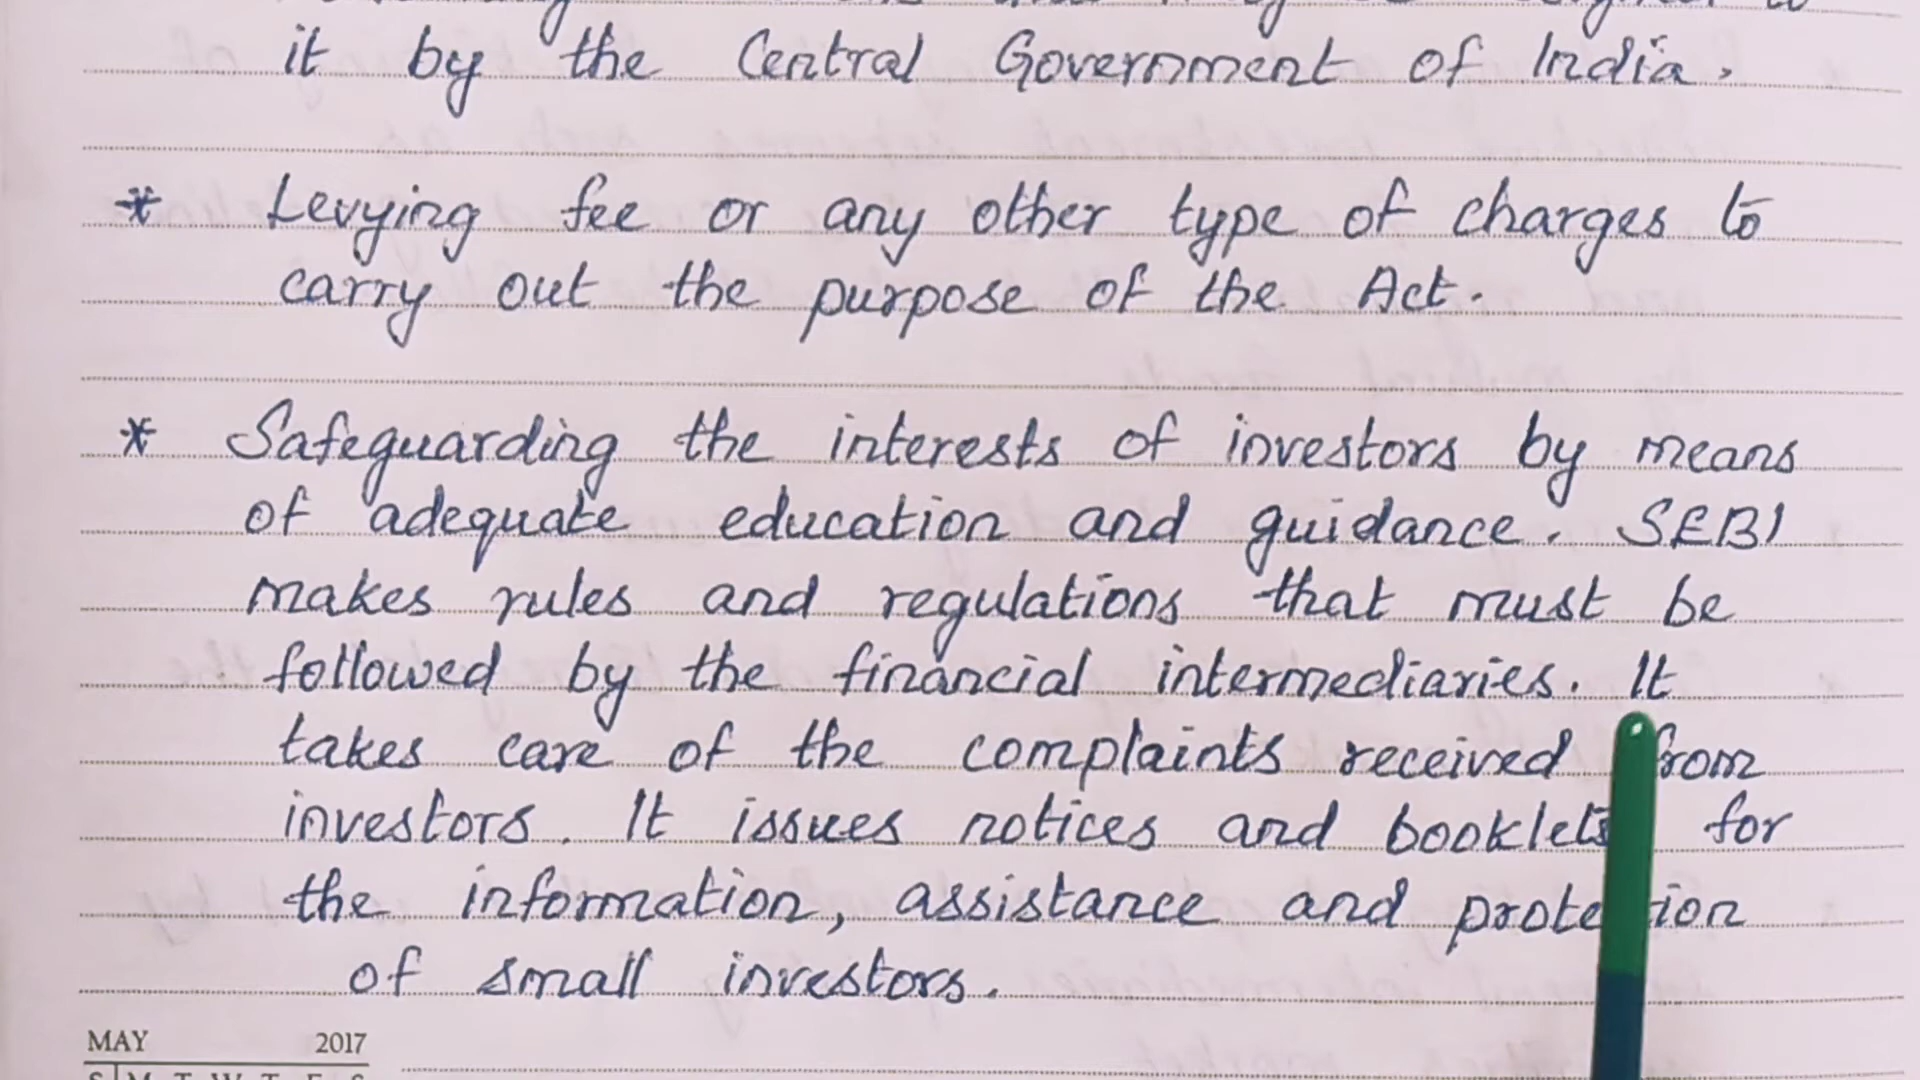 it by the Central Government of India.
* Levying fee or any other type of charges to
carry out the purpose of the Act.
* Safeguarding the interests of investors by means
of adequate education and guidance. SEBI
makes rules and regulations that must be
followed by the financial intermediaries. It
takes care of the complaints received from
investors. It issues notices and booklets for
the information, assistance and protection
of small investors.
MAY 2017
S M T W T F S